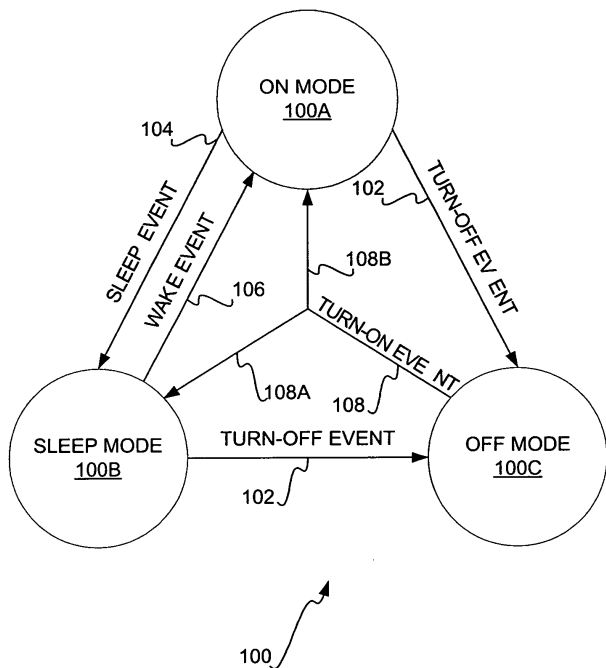 ON MODE
100A
104
102
SLEEP EVENT
WAKE EVENT
TURN-OFF EV ENT
108B
106
TURN-ON EVE NT
108A
108
SLEEP MODE
100B
TURN-OFF EVENT
102
OFF MODE
100C
100